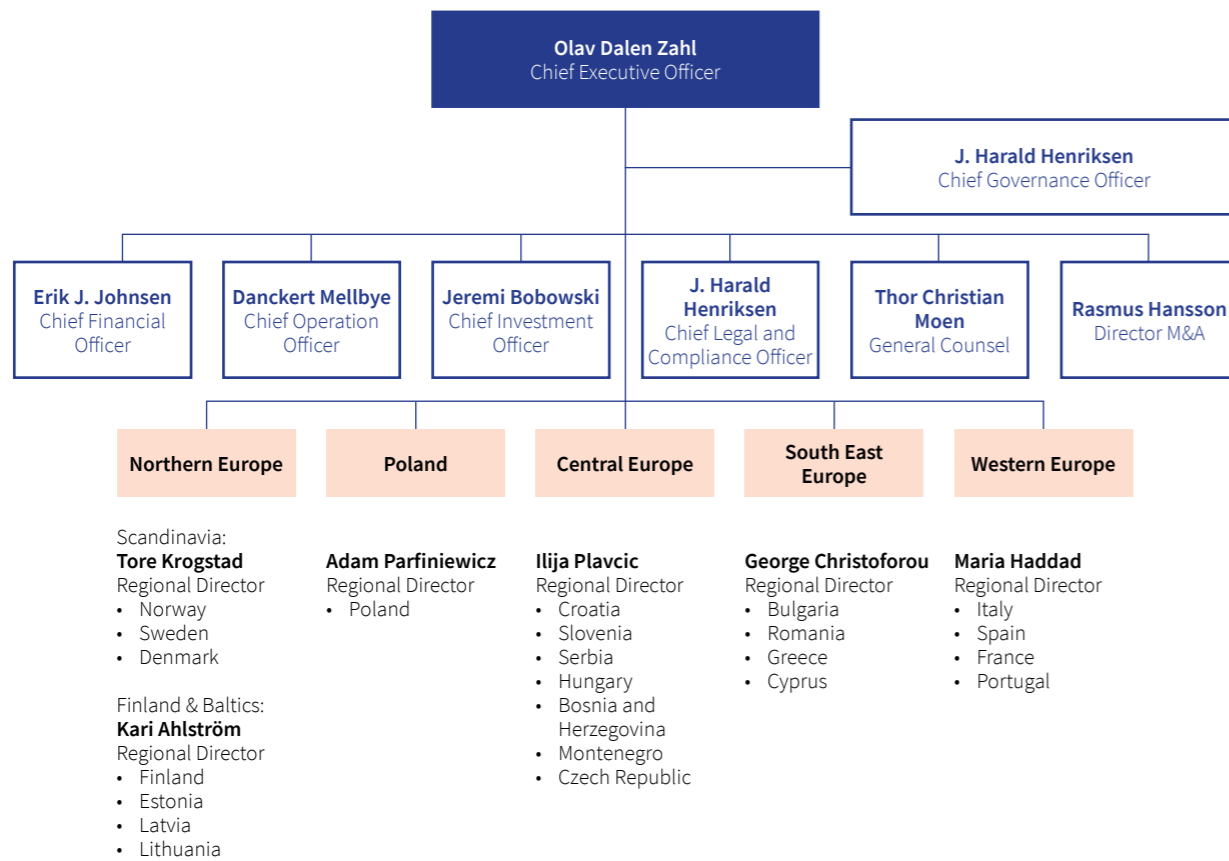 Olav Dalen Zahl
Chief Executive Officer
J. Harald Henriksen
Chief Governance Officer
Erik J. Johnsen
Chief Financial
Officer
Danckert Mellbye
Chief Operation
Officer
Jeremi Bobowski
Chief Investment
Officer
J. Harald
Henriksen
Chief Legal and
Compliance Officer
Thor Christian
Moen
General Counsel
Rasmus Hansson
Director M&A
Northern Europe
Poland
Central Europe
South East
Europe
Western Europe
Scandinavia:
Tore Krogstad
Regional Director
• Norway
• Sweden
• Denmark
Finland & Baltics:
Kari Ahlström
Regional Director
• Finland
• Estonia
• Latvia
• Lithuania
Adam Parfiniewicz
Regional Director
• Poland
Ilija Plavcic
Regional Director
• Croatia
• Slovenia
• Serbia
• Hungary
• Bosnia and
Herzegovina
• Montenegro
• Czech Republic
George Christoforou
Regional Director
• Bulgaria
• Romania
• Greece
• Cyprus
Maria Haddad
Regional Director
• Italy
• Spain
• France
• Portugal